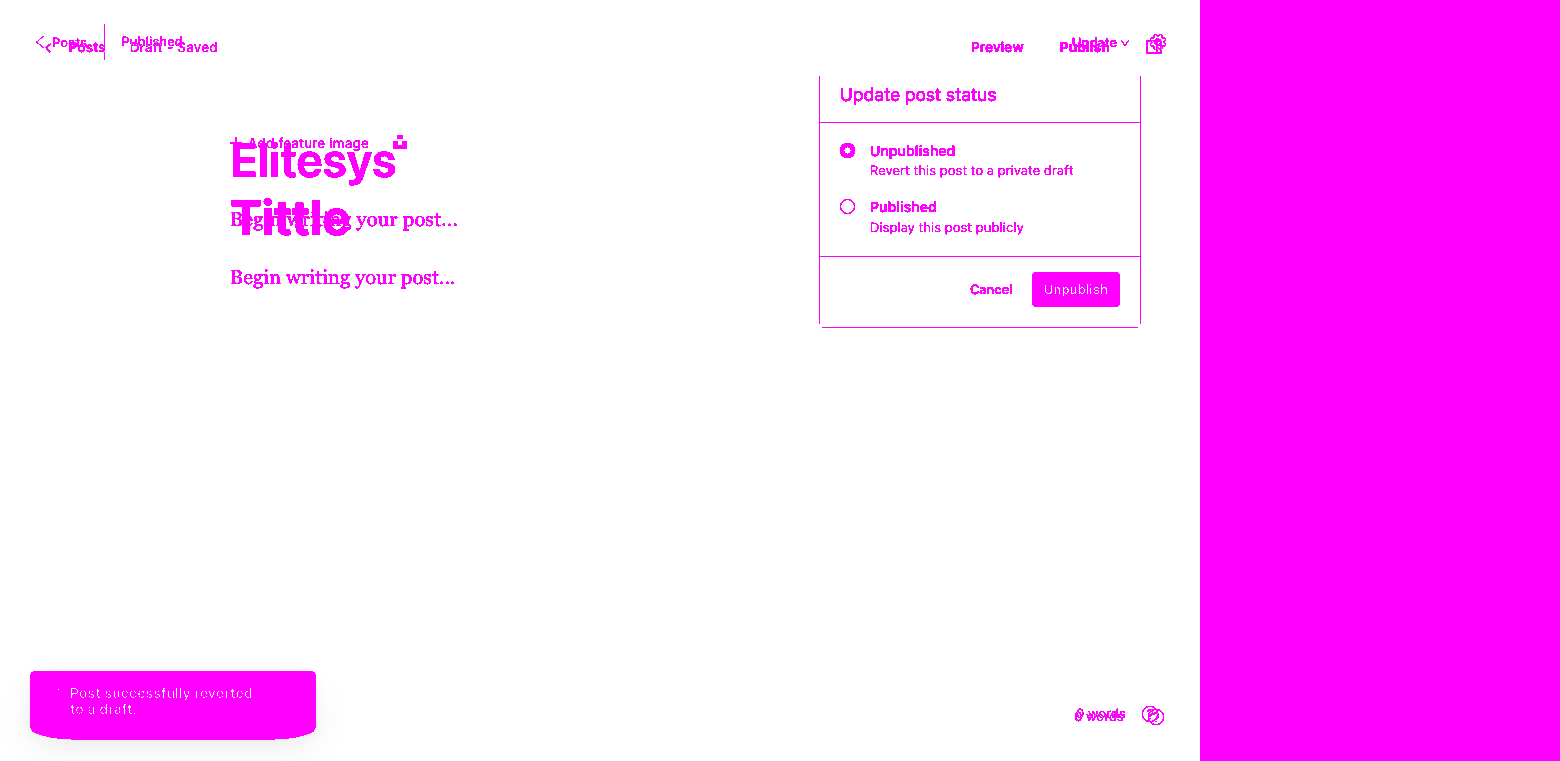 Posts Published
Posts Draft - Saved
Preview Publish
Update
Update post status
+ Add feature image
Elitesys
Tittle
Begin writing your post...
Begin writing your post...
Unpublished
Revert this post to a private draft
Published
Display this post publicly
Cancel Unpublish
Post successfully reverted
to a draft.
0 words
0 words